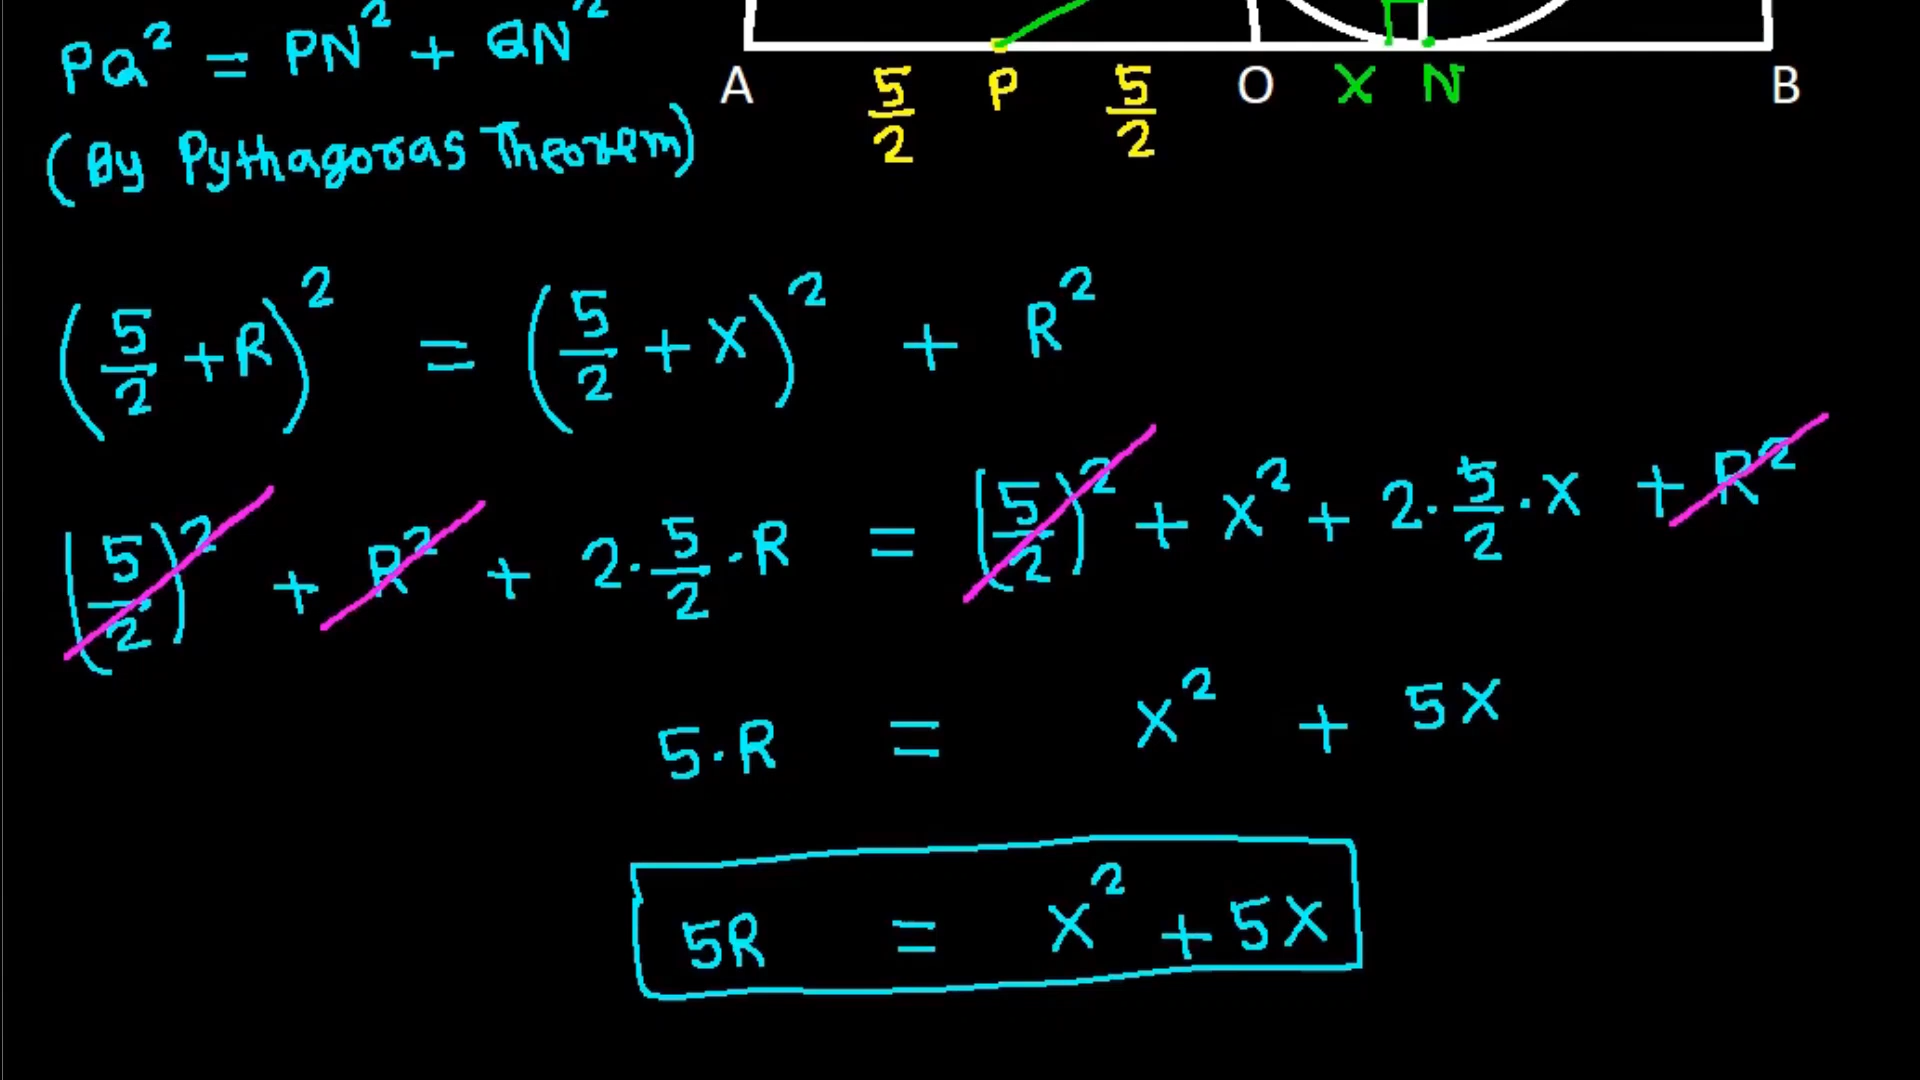 PQ² = PN² + QN²
(By Pythagoras Theorem)
A 5/2 P 5/2 O X N B
(5/2 + R)² = (5/2 + X)² + R²
(5/2)² + R² + 2·5/2·R = (5/2)² + X² + 2·5/2·X + R²
5·R = X² + 5X
5R = X² + 5X